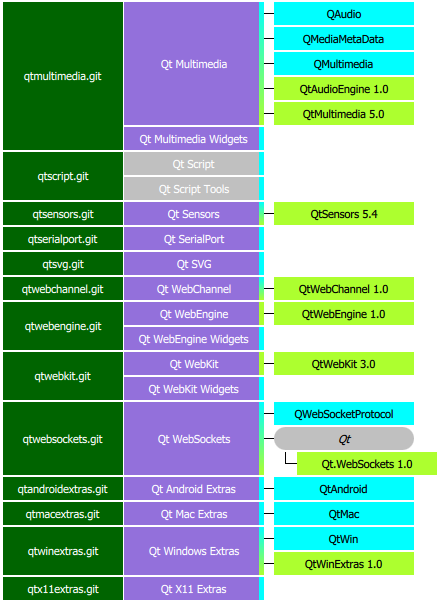 qtmultimedia.git
Qt Multimedia
QAudio
QMediaMetaData
QMultimedia
QtAudioEngine 1.0
QtMultimedia 5.0
Qt Multimedia Widgets
qtscript.git
Qt Script
Qt Script Tools
qtsensors.git
Qt Sensors
QtSensors 5.4
qtserialport.git
Qt SerialPort
qtsvg.git
Qt SVG
qtwebchannel.git
Qt WebChannel
QtWebChannel 1.0
qtwebengine.git
Qt WebEngine
QtWebEngine 1.0
Qt WebEngine Widgets
qtwebkit.git
Qt WebKit
QtWebKit 3.0
Qt WebKit Widgets
qtwebsockets.git
Qt WebSockets
QWebSocketProtocol
Qt
Qt.WebSockets 1.0
qtandroidextras.git
Qt Android Extras
QtAndroid
qtmacextras.git
Qt Mac Extras
QtMac
qtwinextras.git
Qt Windows Extras
QtWin
QtWinExtras 1.0
qtx11extras.git
Qt X11 Extras